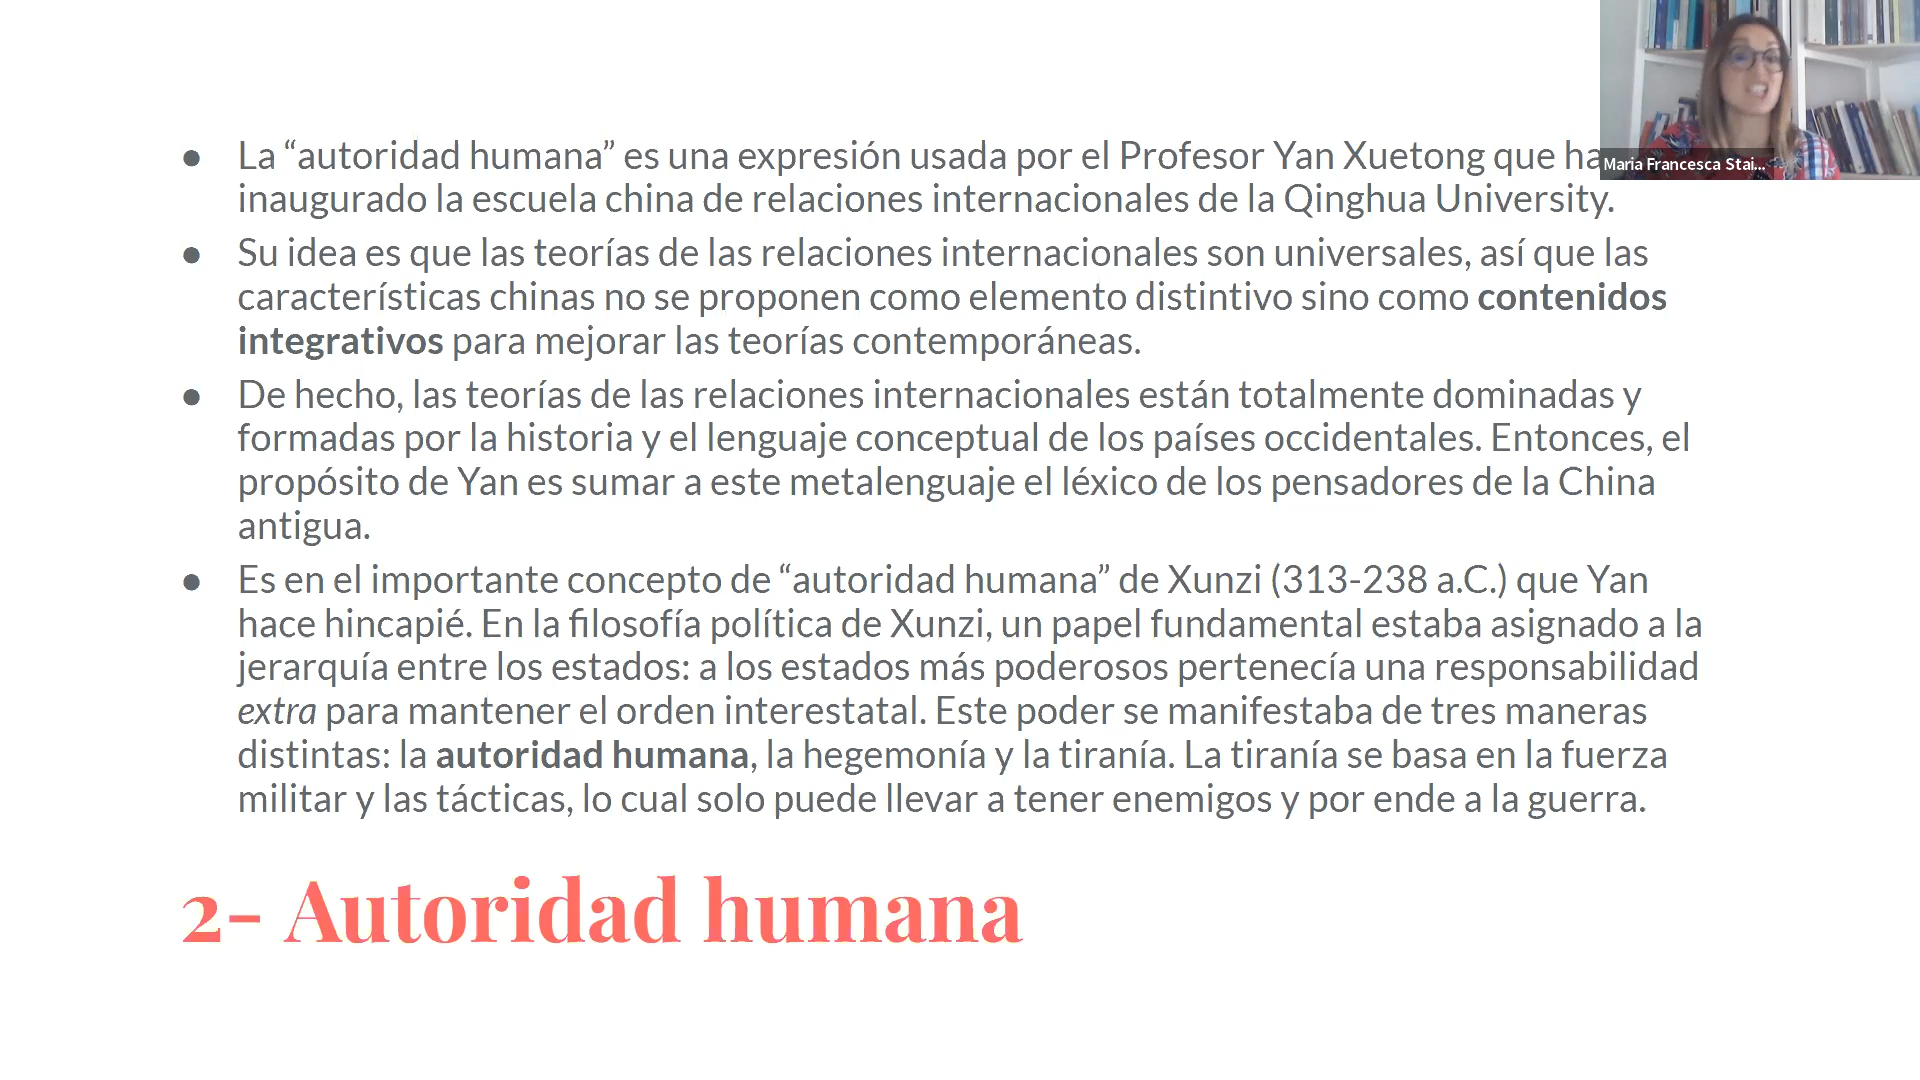 ● La “autoridad humana” es una expresión usada por el Profesor Yan Xuetong que ha
inaugurado la escuela china de relaciones internacionales de la Qinghua University.
● Su idea es que las teorías de las relaciones internacionales son universales, así que las
características chinas no se proponen como elemento distintivo sino como contenidos
integrativos para mejorar las teorías contemporáneas.
● De hecho, las teorías de las relaciones internacionales están totalmente dominadas y
formadas por la historia y el lenguaje conceptual de los países occidentales. Entonces, el
propósito de Yan es sumar a este metalenguaje el léxico de los pensadores de la China
antigua.
● Es en el importante concepto de “autoridad humana” de Xunzi (313-238 a.C.) que Yan
hace hincapié. En la filosofía política de Xunzi, un papel fundamental estaba asignado a la
jerarquía entre los estados: a los estados más poderosos pertenecía una responsabilidad
extra para mantener el orden interestatal. Este poder se manifestaba de tres maneras
distintas: la autoridad humana, la hegemonía y la tiranía. La tiranía se basa en la fuerza
militar y las tácticas, lo cual solo puede llevar a tener enemigos y por ende a la guerra.
2- Autoridad humana
Maria Francesca Stai...